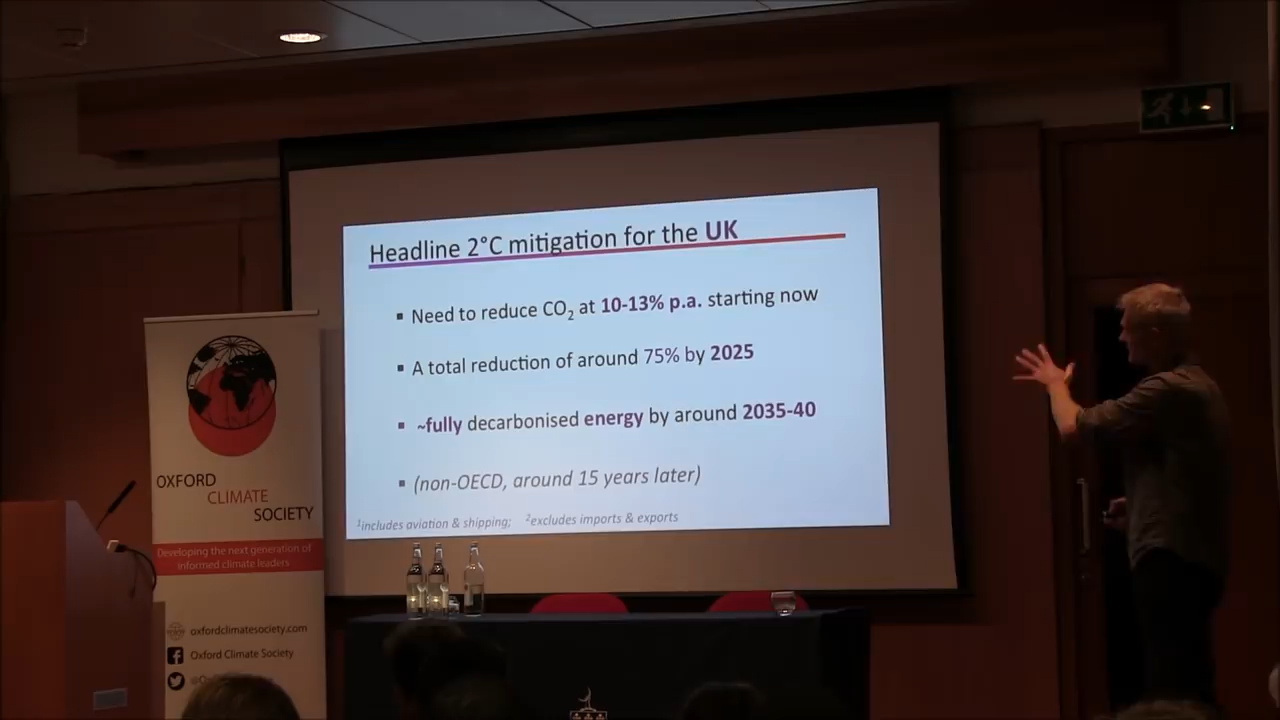 Headline 2°C mitigation for the UK
▪ Need to reduce CO₂ at 10-13% p.a. starting now
▪ A total reduction of around 75% by 2025
▪ ~fully decarbonised energy by around 2035-40
▪ (non-OECD, around 15 years later)
¹includes aviation & shipping; ²excludes imports & exports
OXFORD
CLIMATE
SOCIETY
Developing the next generation of
informed climate leaders
oxfordclimatesociety.com
Oxford Climate Society